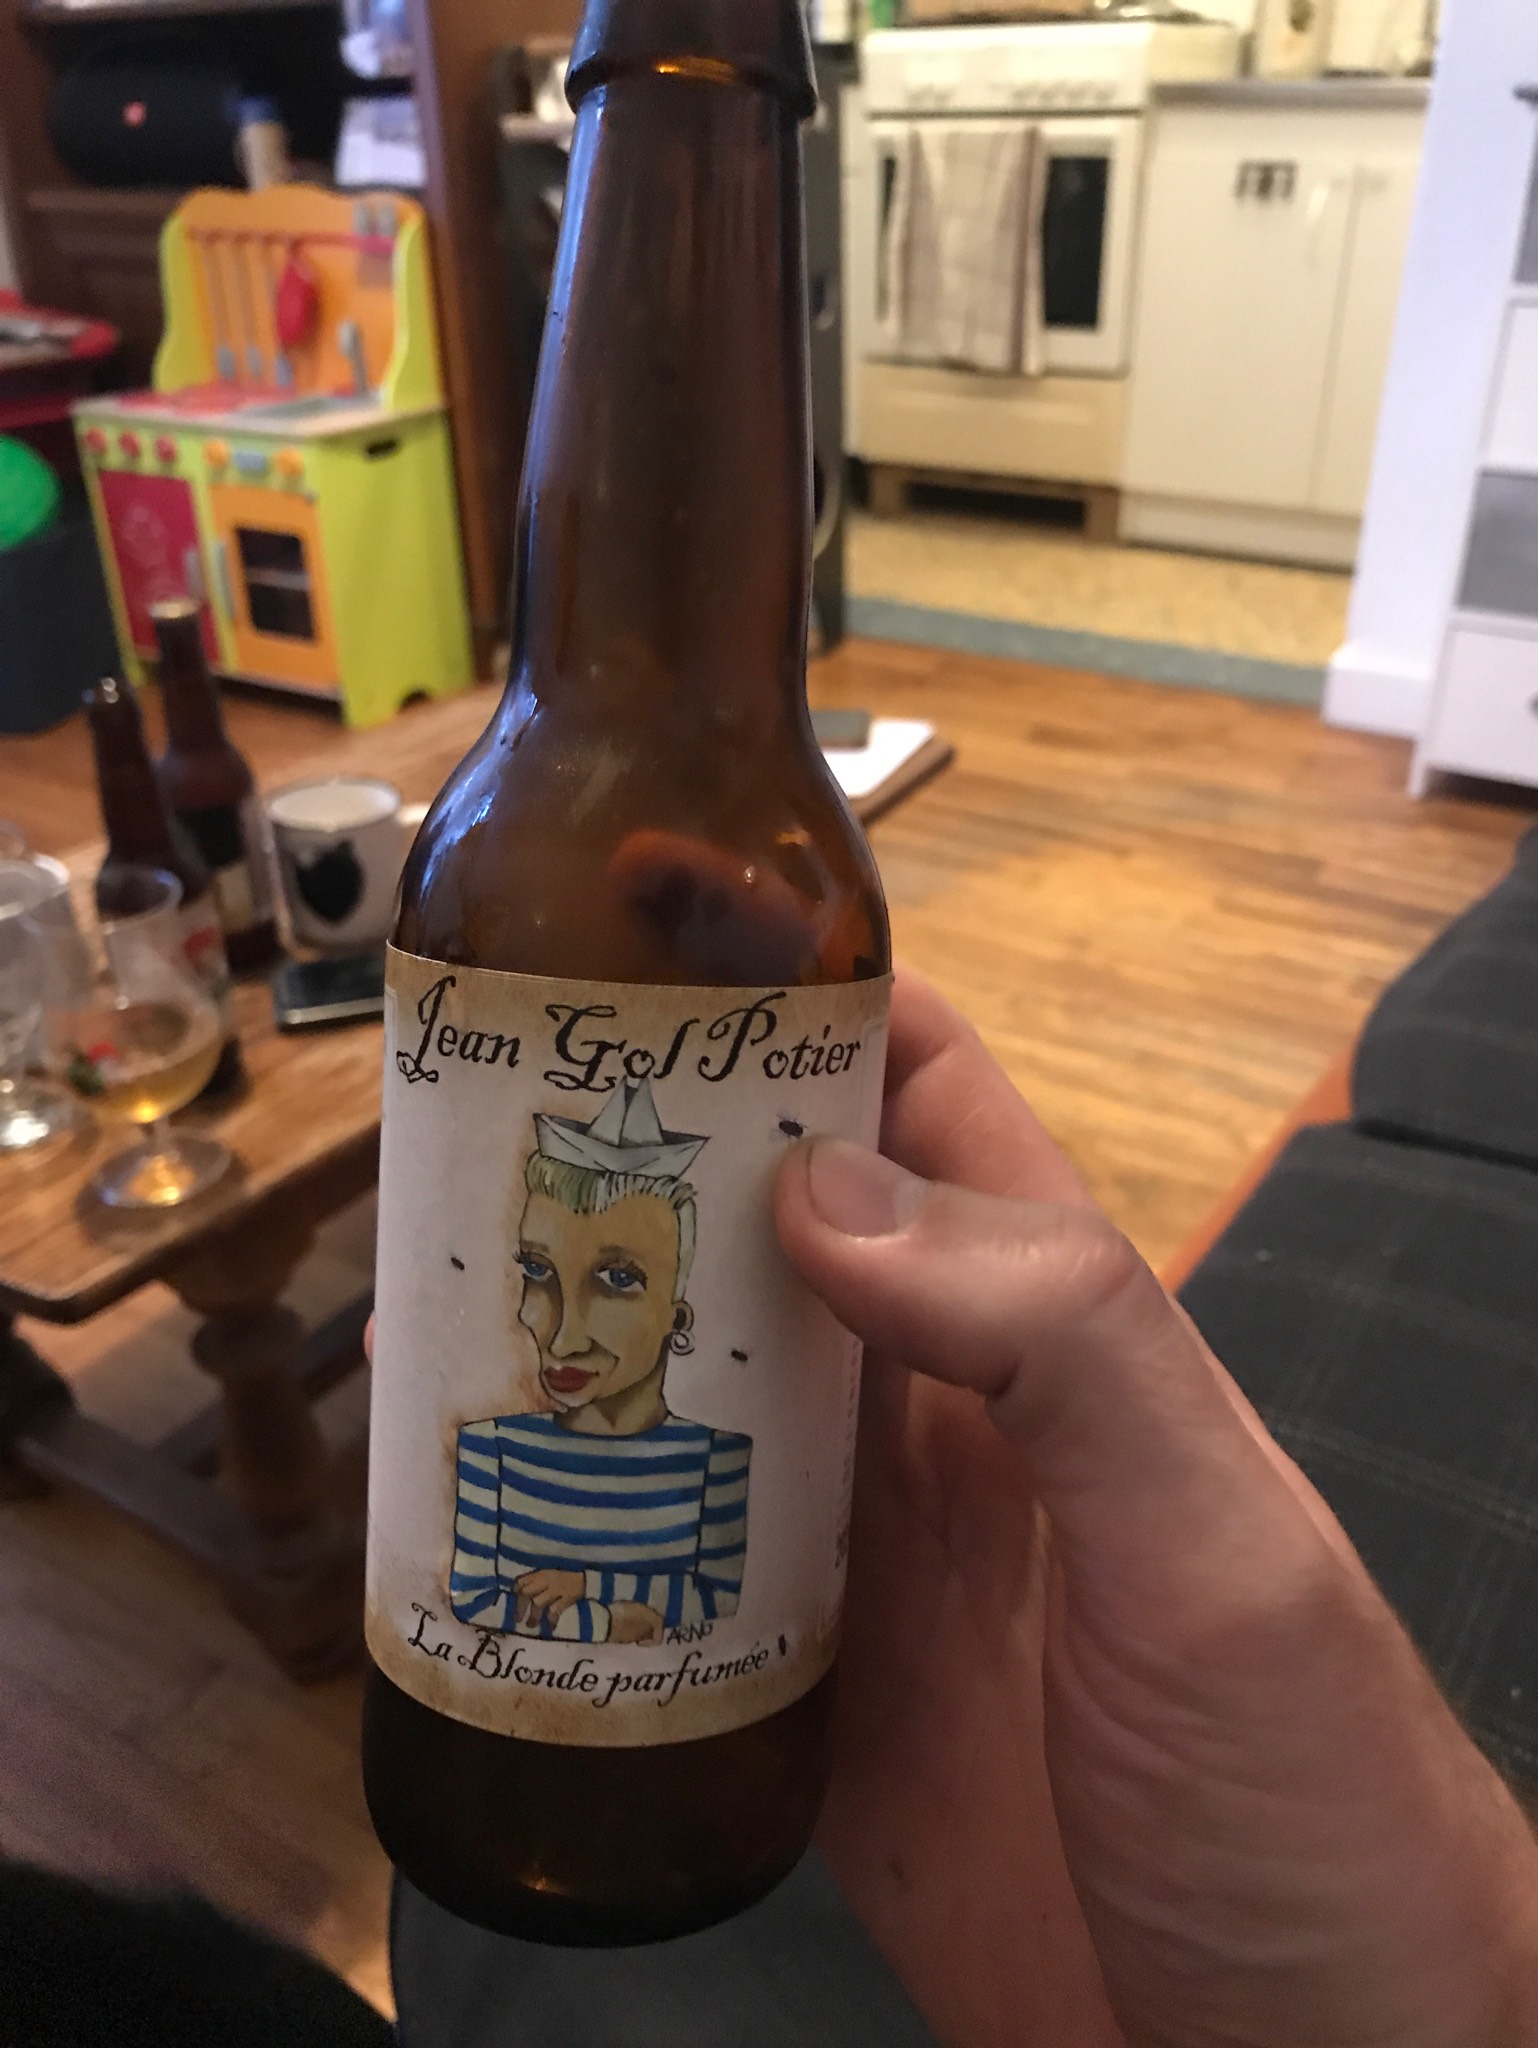 Jean Gol Potier
ARNO
La Blonde parfumée